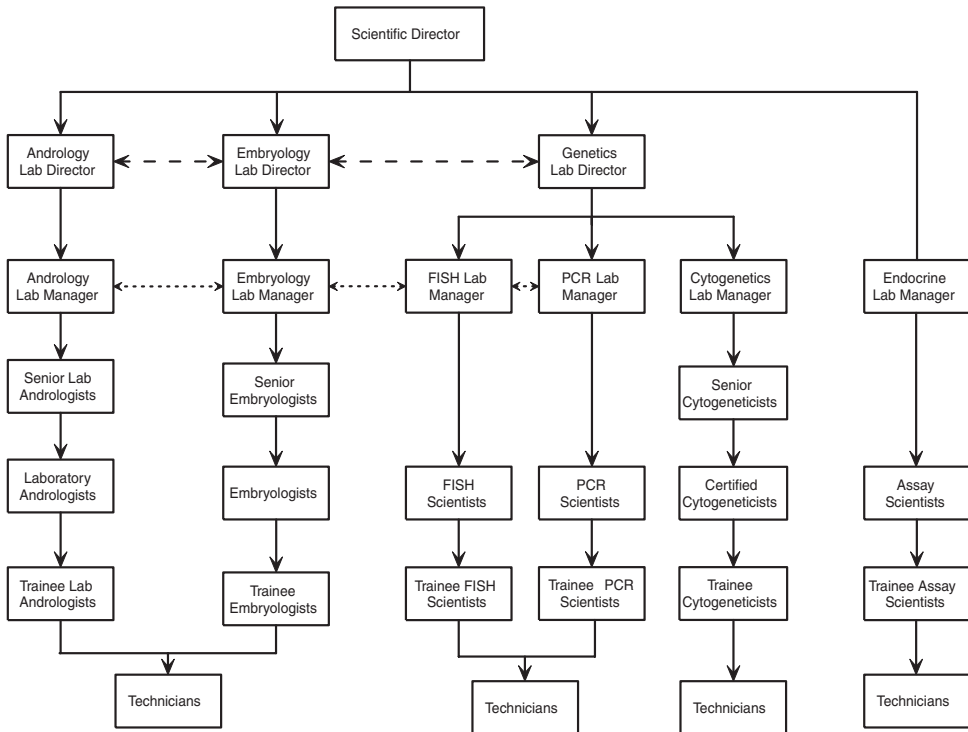 Scientific Director
Andrology
Lab Director
Embryology
Lab Director
Genetics
Lab Director
Andrology
Lab Manager
Embryology
Lab Manager
FISH Lab
Manager
PCR Lab
Manager
Cytogenetics
Lab Manager
Endocrine
Lab Manager
Senior Lab
Andrologists
Senior
Embryologists
Senior
Cytogeneticists
Laboratory
Andrologists
Embryologists
FISH
Scientists
PCR
Scientists
Certified
Cytogeneticists
Assay
Scientists
Trainee Lab
Andrologists
Trainee
Embryologists
Trainee FISH
Scientists
Trainee PCR
Scientists
Trainee
Cytogeneticists
Trainee Assay
Scientists
Technicians
Technicians
Technicians
Technicians